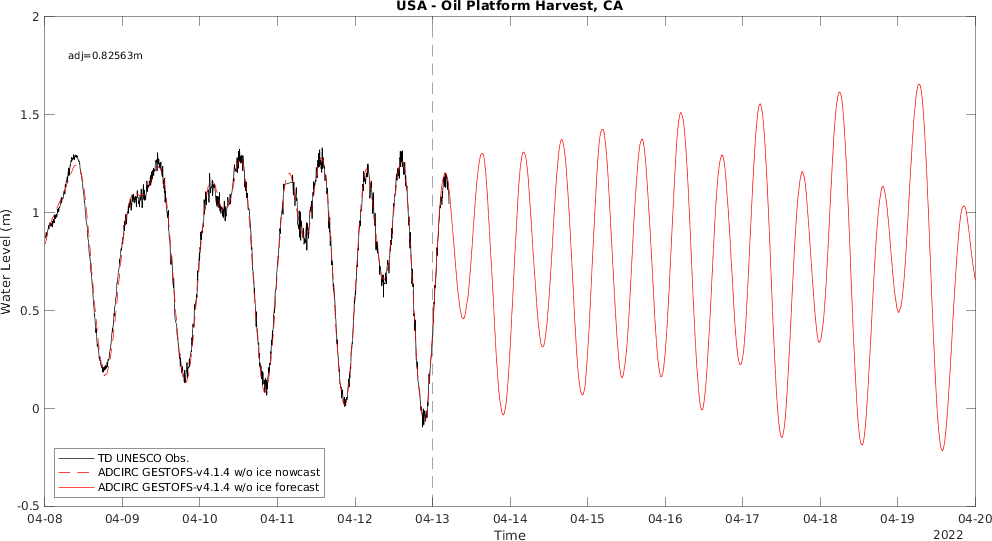 USA - Oil Platform Harvest, CA
2
adj=0.82563m
1.5
1
0.5
0
-0.5
Water Level (m)
TD UNESCO Obs.
ADCIRC GESTOFS-v4.1.4 w/o ice nowcast
ADCIRC GESTOFS-v4.1.4 w/o ice forecast
04-08 04-09 04-10 04-11 04-12 04-13 04-14 04-15 04-16 04-17 04-18 04-19 04-20
Time
2022